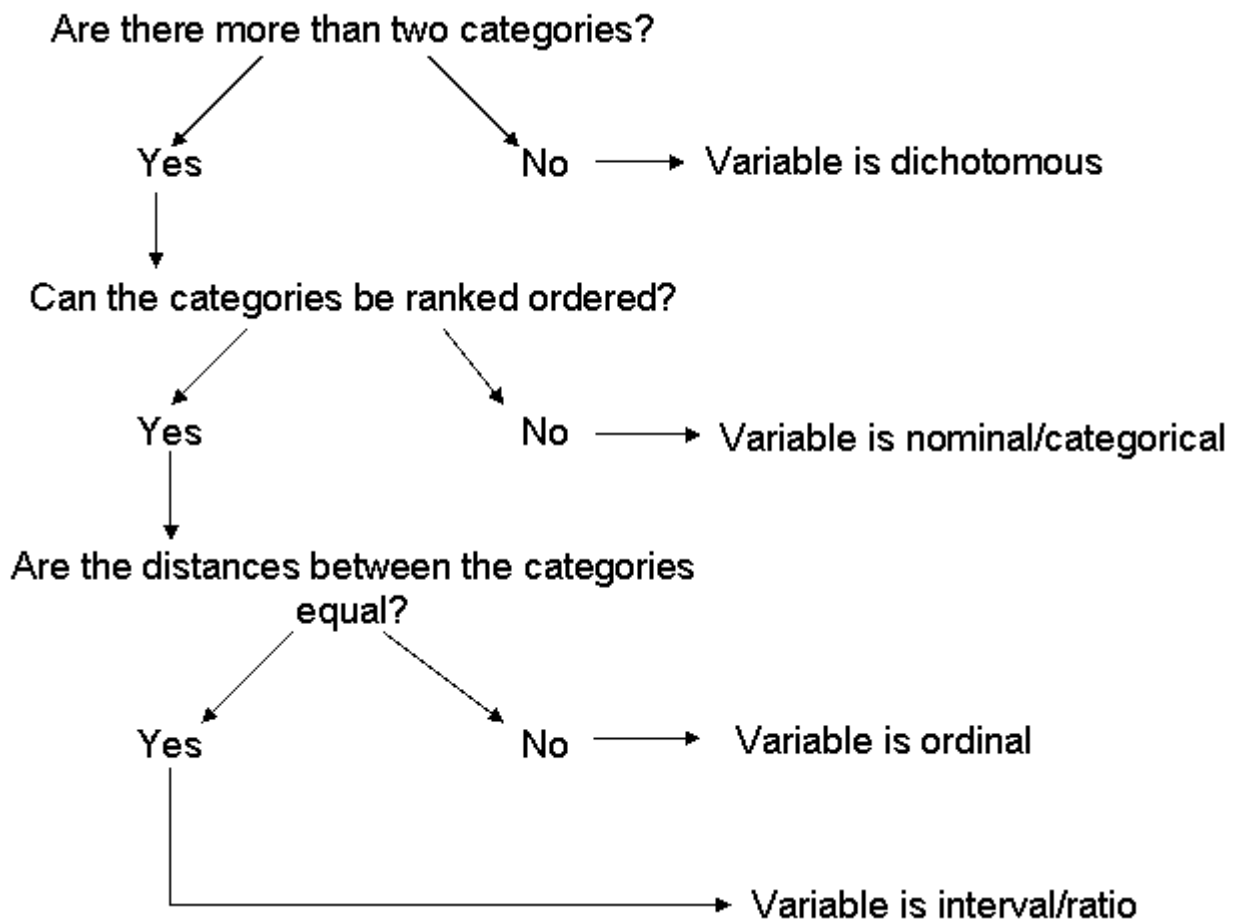 Are there more than two categories?
Yes
No
Variable is dichotomous
Can the categories be ranked ordered?
Yes
No
Variable is nominal/categorical
Are the distances between the categories
equal?
Yes
No
Variable is ordinal
Variable is interval/ratio